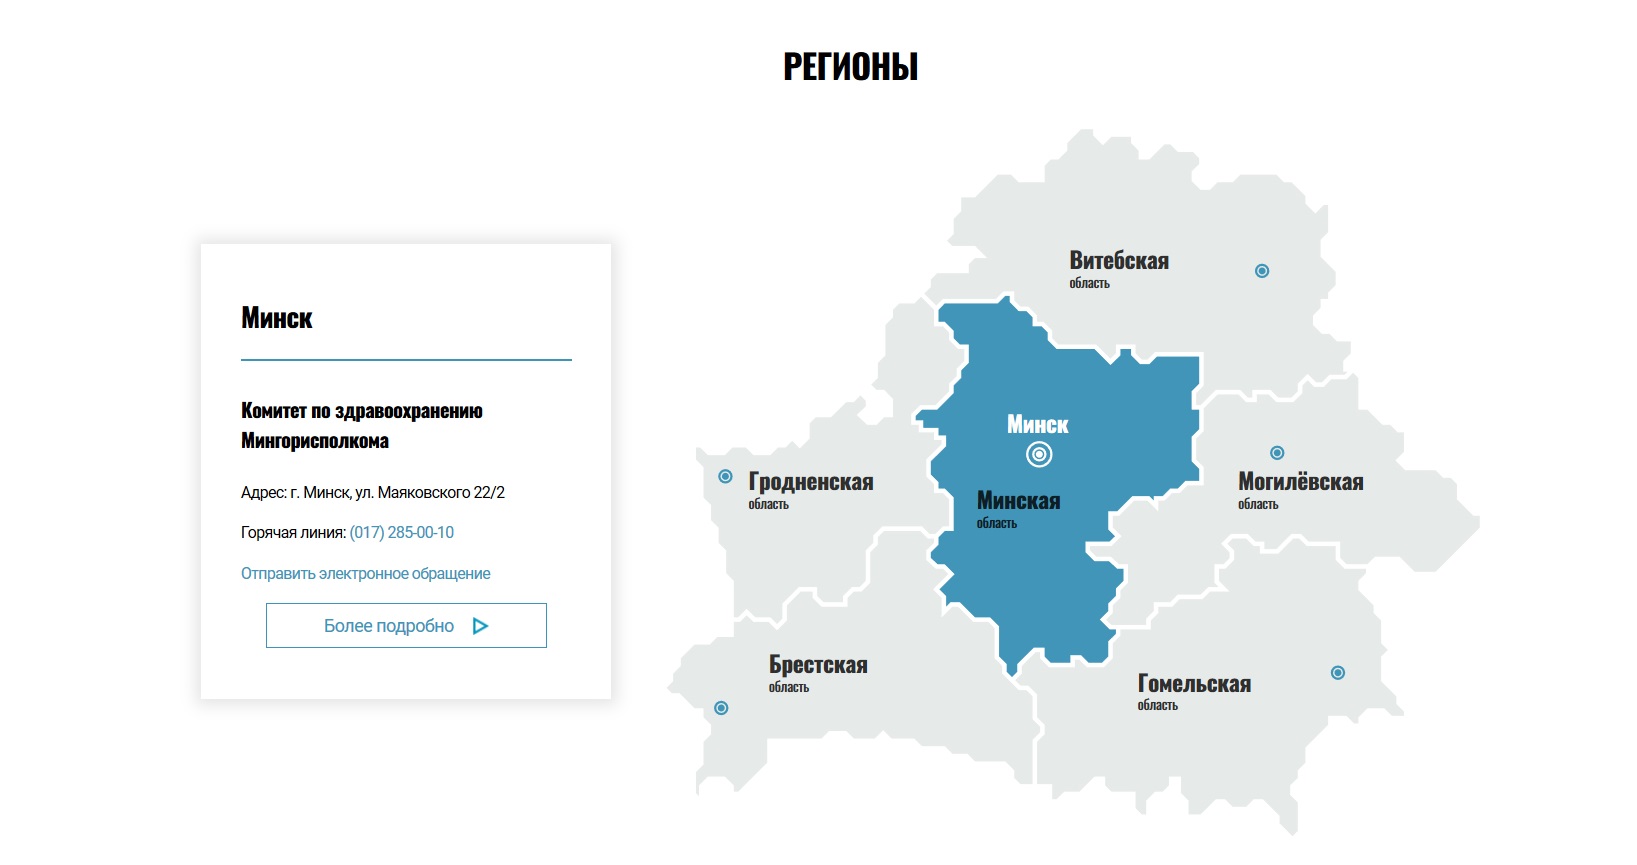 РЕГИОНЫ
Минск
Комитет по здравоохранению
Мингорисполкома
Адрес: г. Минск, ул. Маяковского 22/2
Горячая линия: (017) 285-00-10
Отправить электронное обращение
Более подробно
Витебская
область
Минск
Минская
область
Гродненская
область
Могилёвская
область
Брестская
область
Гомельская
область